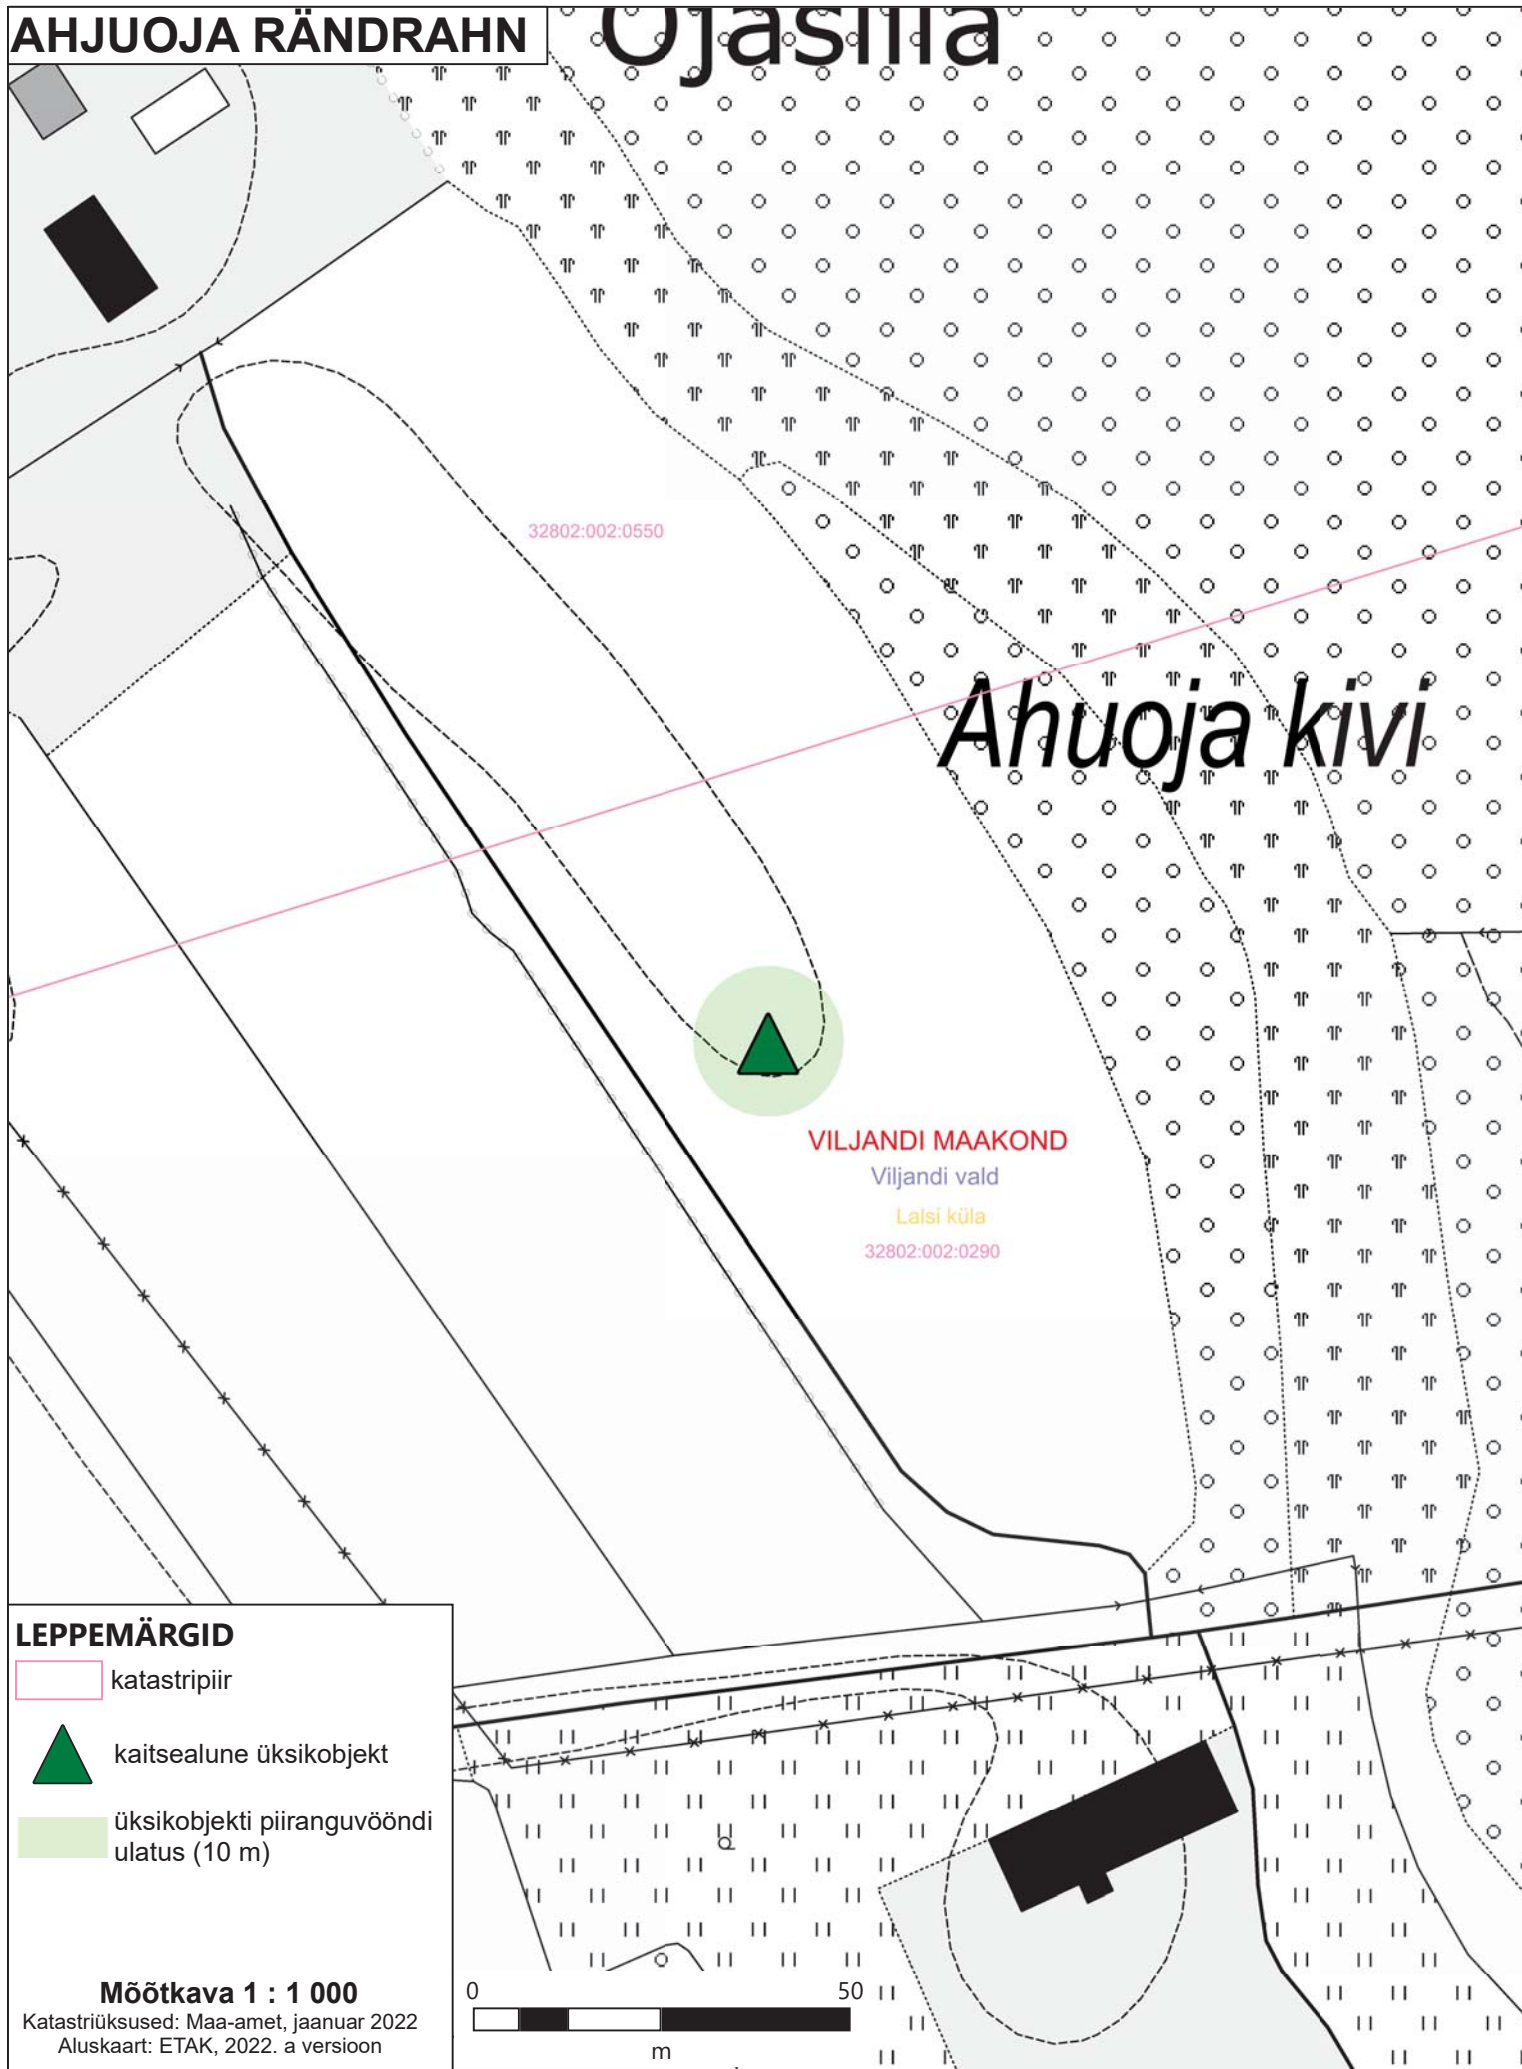 AHJUOJA RÄNDRAHN
Ojasilla
32802:002:0550
Ahuoja kivi
VILJANDI MAAKOND
Viljandi vald
Lalsi küla
32802:002:0290
LEPPEMÄRGID
katastripiir
kaitsealune üksikobjekt
üksikobjekti piiranguvööndi
ulatus (10 m)
Mõõtkava 1 : 1 000
Katastriüksused: Maa-amet, jaanuar 2022
Aluskaart: ETAK, 2022. a versioon
0 50
m